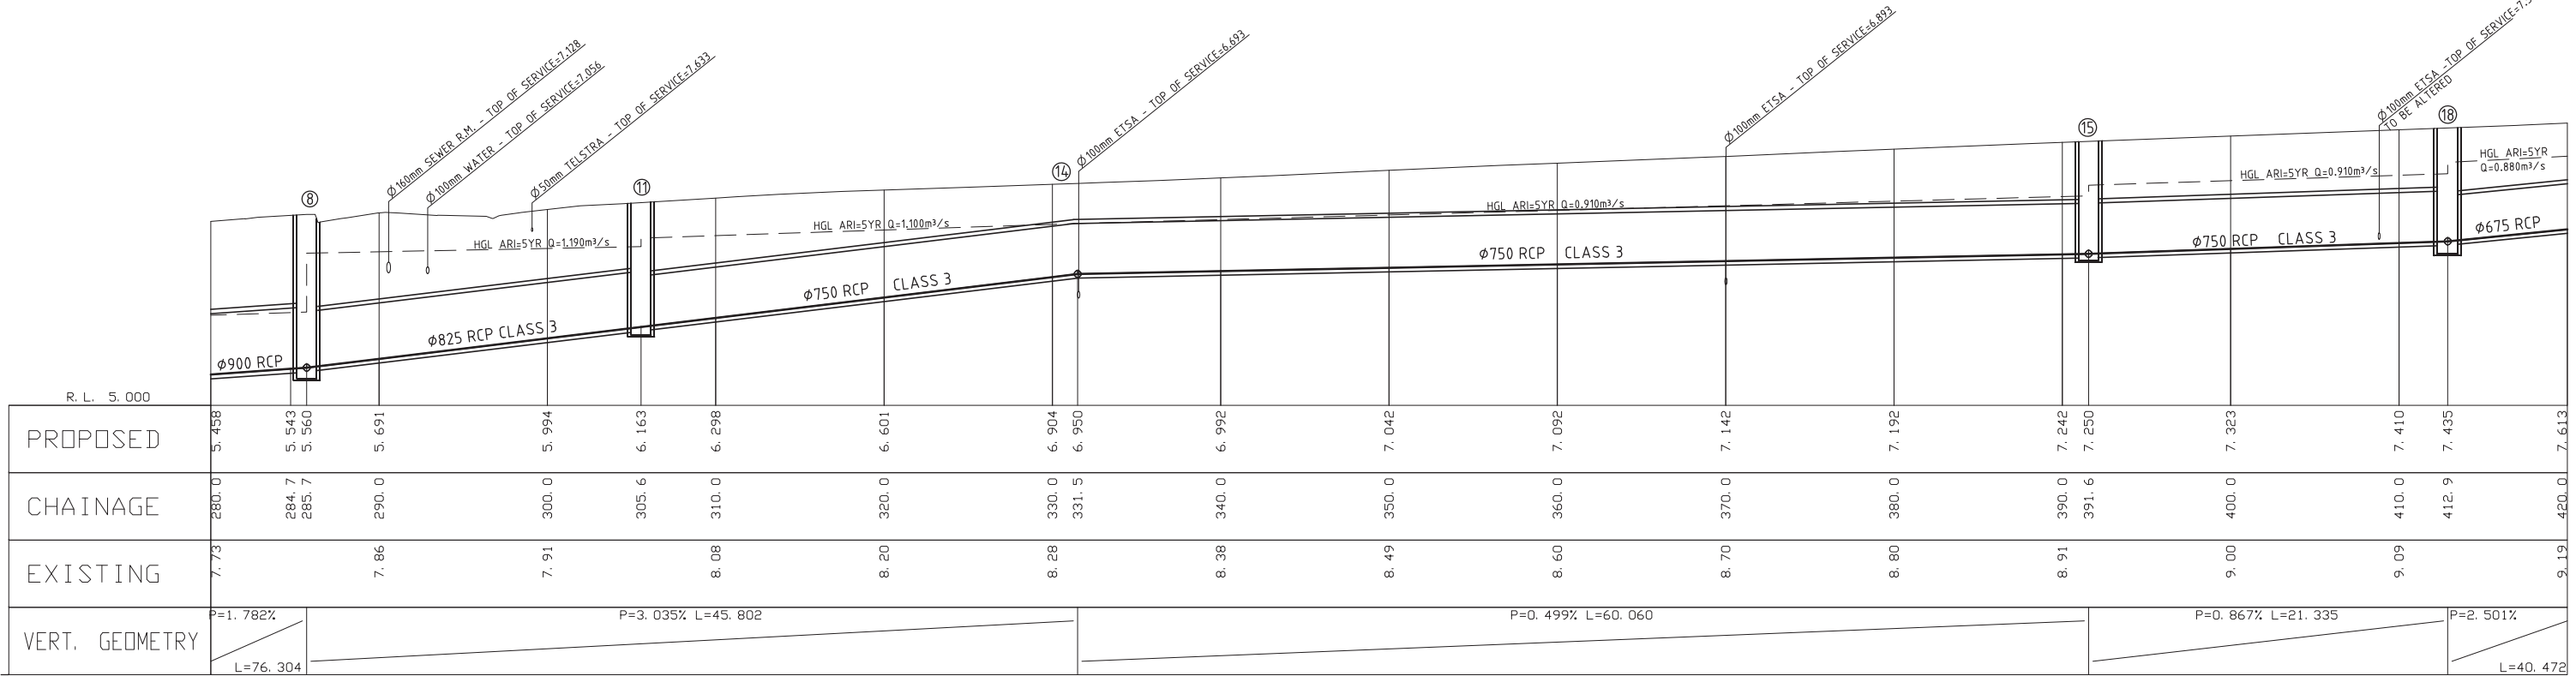 Ø160mm SEWER R.M. - TOP OF SERVICE=7.128
Ø100mm WATER - TOP OF SERVICE=7.056
Ø50mm TELSTRA - TOP OF SERVICE=7.633
Ø100mm ETSA - TOP OF SERVICE=6.693
Ø100mm ETSA - TOP OF SERVICE=6.893
Ø100mm ETSA -TOP OF SERVICE
TO BE ALTERED
8
11
14
15
18
HGL ARI=5YR Q=1.190m³/s
HGL ARI=5YR Q=1.100m³/s
HGL ARI=5YR Q=0.910m³/s
HGL ARI=5YR Q=0.910m³/s
HGL ARI=5YR
Q=0.880m³/s
Ø900 RCP
Ø825 RCP CLASS 3
Ø750 RCP CLASS 3
Ø750 RCP CLASS 3
Ø750 RCP CLASS 3
Ø675 RCP
R.L. 5.000
PROPOSED 5.458 5.543 5.560 5.691 5.994 6.163 6.298 6.601 6.904 6.950 6.992 7.042 7.092 7.142 7.192 7.242 7.250 7.323 7.410 7.435 7.613
CHAINAGE 280.0 284.7 285.7 290.0 300.0 305.6 310.0 320.0 330.0 331.5 340.0 350.0 360.0 370.0 380.0 390.0 391.6 400.0 410.0 412.9 420.0
EXISTING 7.73 7.86 7.91 8.08 8.20 8.28 8.38 8.49 8.60 8.70 8.80 8.91 9.00 9.09 9.19
VERT. GEOMETRY
P=1.782%
L=76.304
P=3.035% L=45.802
P=0.499% L=60.060
P=0.867% L=21.335
P=2.501%
L=40.472